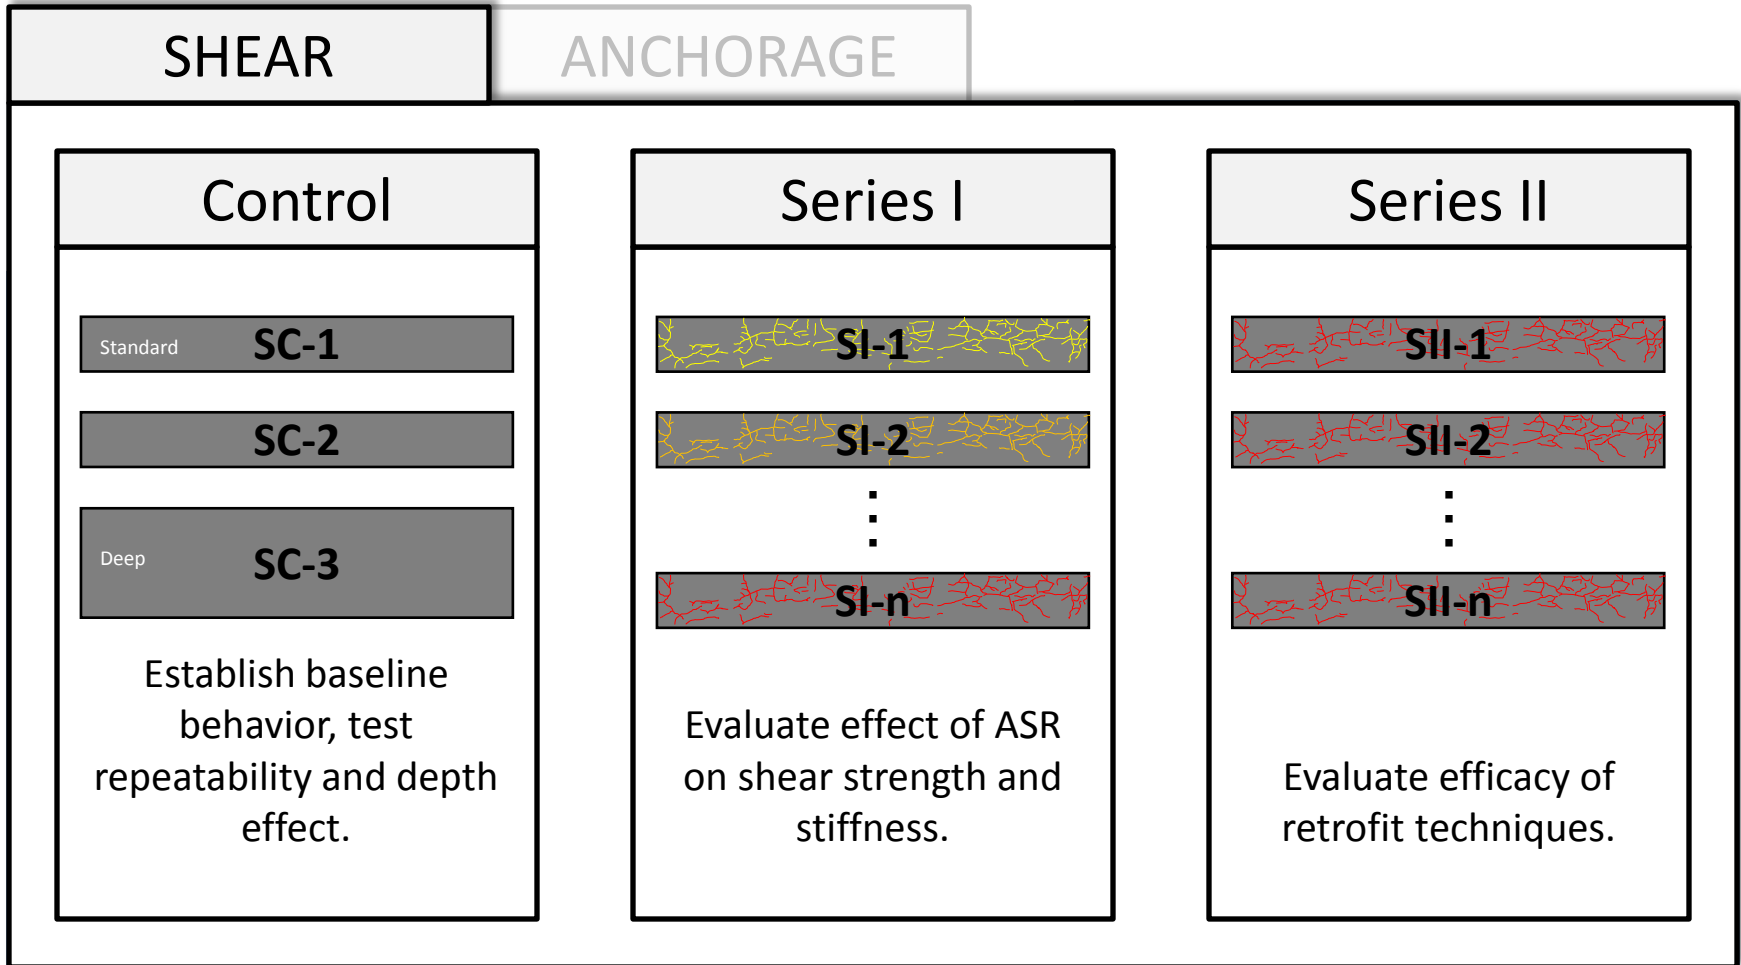 SHEAR
ANCHORAGE
Control
Standard SC-1
SC-2
Deep SC-3
Establish baseline
behavior, test
repeatability and depth
effect.
Series I
SI-1
SI-2
SI-n
Evaluate effect of ASR
on shear strength and
stiffness.
Series II
SII-1
SII-2
SII-n
Evaluate efficacy of
retrofit techniques.